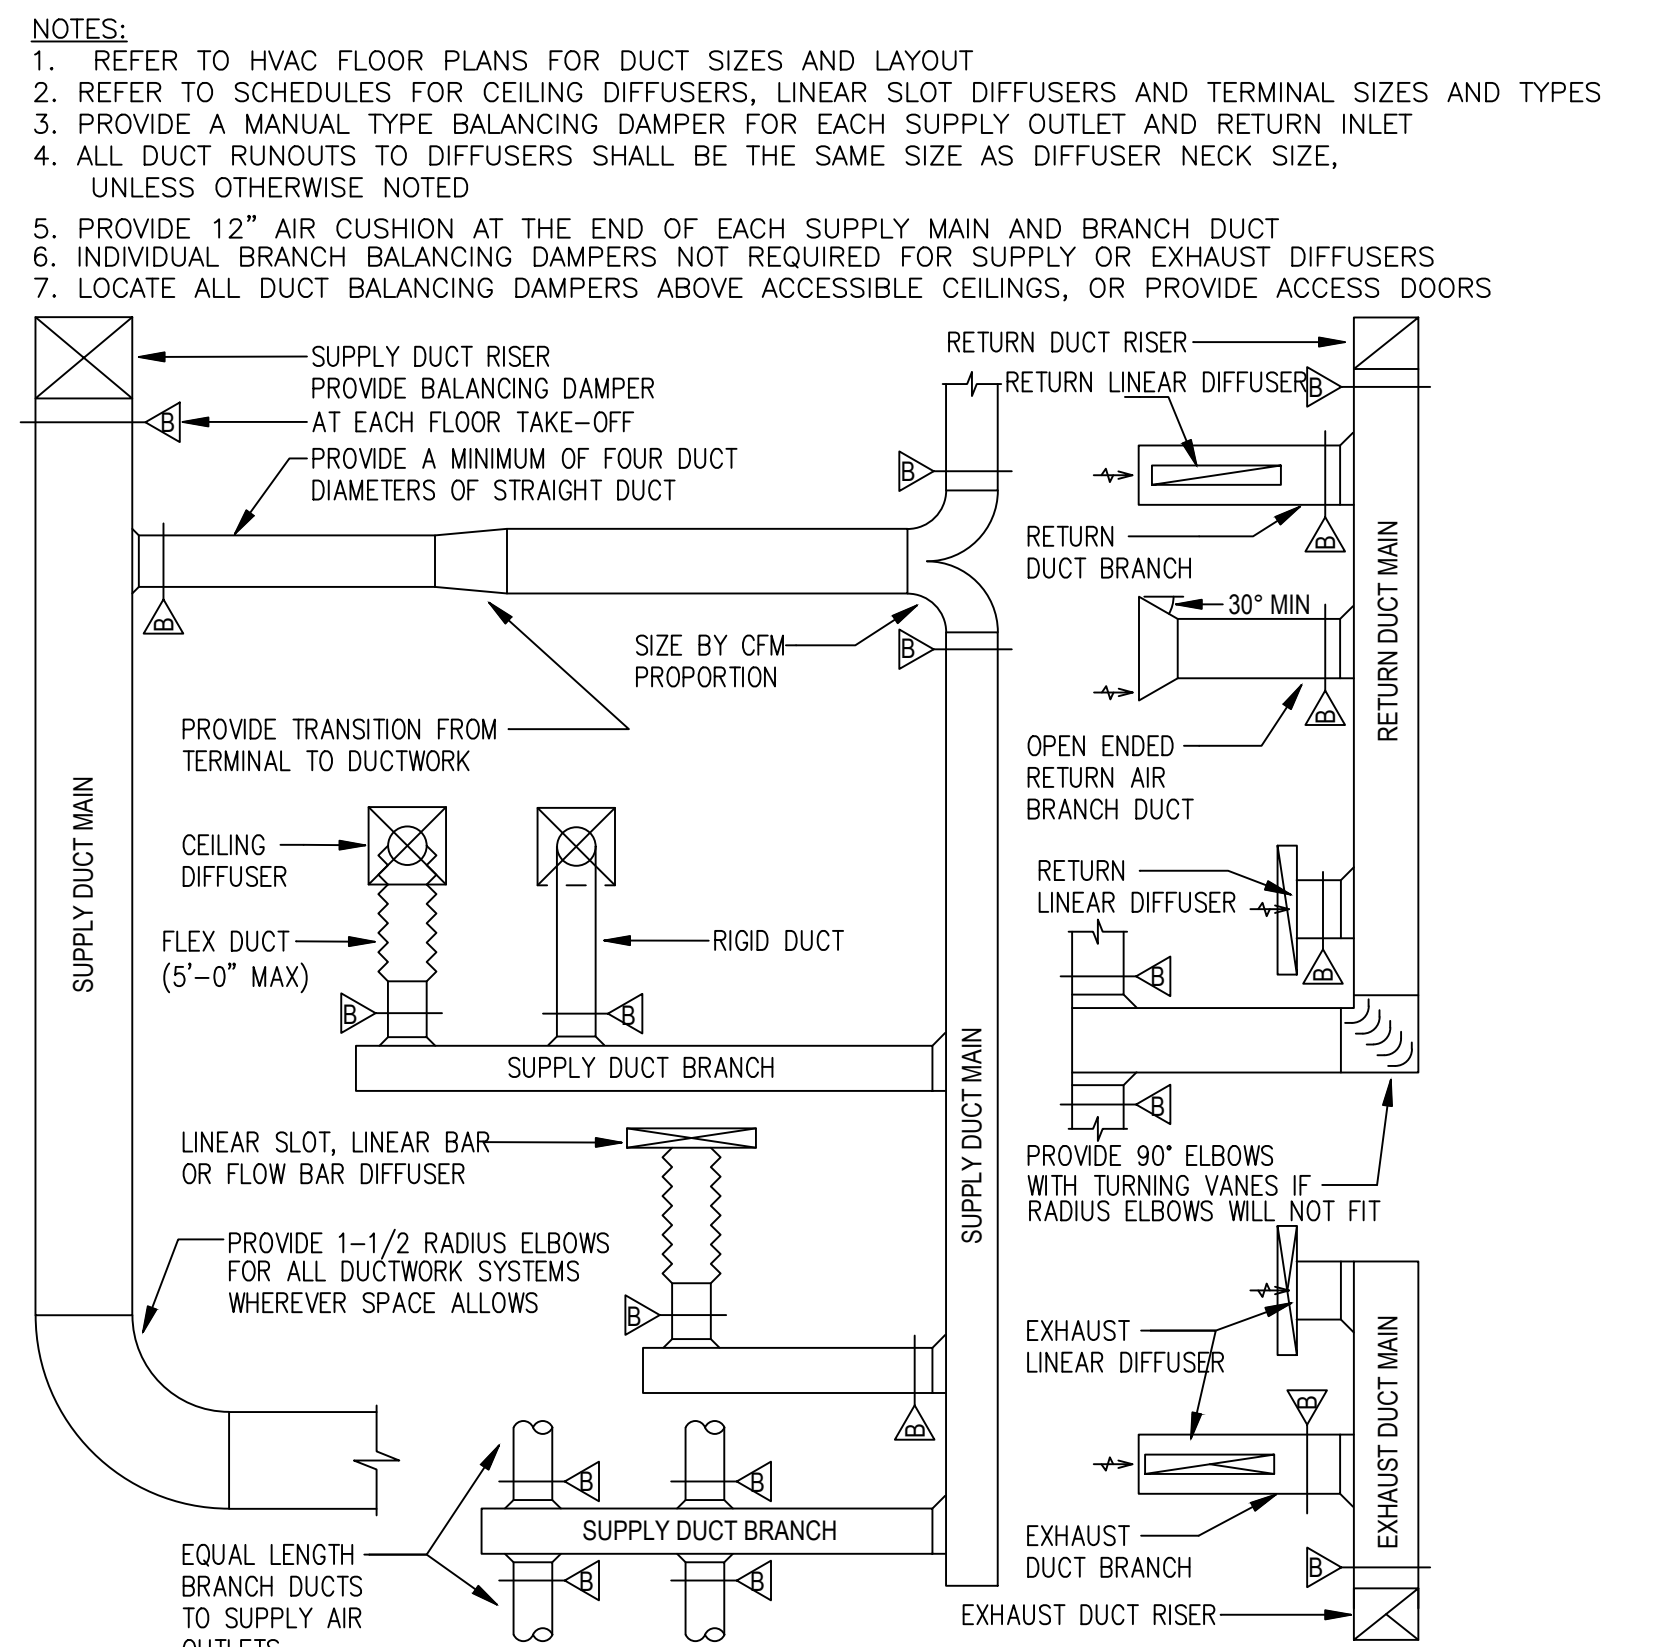 NOTES:
1. REFER TO HVAC FLOOR PLANS FOR DUCT SIZES AND LAYOUT
2. REFER TO SCHEDULES FOR CEILING DIFFUSERS, LINEAR SLOT DIFFUSERS AND TERMINAL SIZES AND TYPES
3. PROVIDE A MANUAL TYPE BALANCING DAMPER FOR EACH SUPPLY OUTLET AND RETURN INLET
4. ALL DUCT RUNOUTS TO DIFFUSERS SHALL BE THE SAME SIZE AS DIFFUSER NECK SIZE,
UNLESS OTHERWISE NOTED
5. PROVIDE 12" AIR CUSHION AT THE END OF EACH SUPPLY MAIN AND BRANCH DUCT
6. INDIVIDUAL BRANCH BALANCING DAMPERS NOT REQUIRED FOR SUPPLY OR EXHAUST DIFFUSERS
7. LOCATE ALL DUCT BALANCING DAMPERS ABOVE ACCESSIBLE CEILINGS, OR PROVIDE ACCESS DOORS
SUPPLY DUCT RISER
PROVIDE BALANCING DAMPER
AT EACH FLOOR TAKE-OFF
B
PROVIDE A MINIMUM OF FOUR DUCT
DIAMETERS OF STRAIGHT DUCT
B
B
SIZE BY CFM
PROPORTION
B
PROVIDE TRANSITION FROM
TERMINAL TO DUCTWORK
SUPPLY DUCT MAIN
CEILING
DIFFUSER
FLEX DUCT
(5'-0" MAX)
RIGID DUCT
B
B
SUPPLY DUCT BRANCH
SUPPLY DUCT MAIN
LINEAR SLOT, LINEAR BAR
OR FLOW BAR DIFFUSER
PROVIDE 1-1/2 RADIUS ELBOWS
FOR ALL DUCTWORK SYSTEMS
WHEREVER SPACE ALLOWS
B
B
B
B
SUPPLY DUCT BRANCH
B
B
EQUAL LENGTH
BRANCH DUCTS
TO SUPPLY AIR
OUTLETS
RETURN DUCT RISER
RETURN LINEAR DIFFUSER
B
RETURN
DUCT BRANCH
B
30° MIN
RETURN DUCT MAIN
OPEN ENDED
RETURN AIR
BRANCH DUCT
B
RETURN
LINEAR DIFFUSER
B
B
B
PROVIDE 90° ELBOWS
WITH TURNING VANES IF
RADIUS ELBOWS WILL NOT FIT
EXHAUST
LINEAR DIFFUSER
B
EXHAUST DUCT MAIN
EXHAUST
DUCT BRANCH
B
EXHAUST DUCT RISER